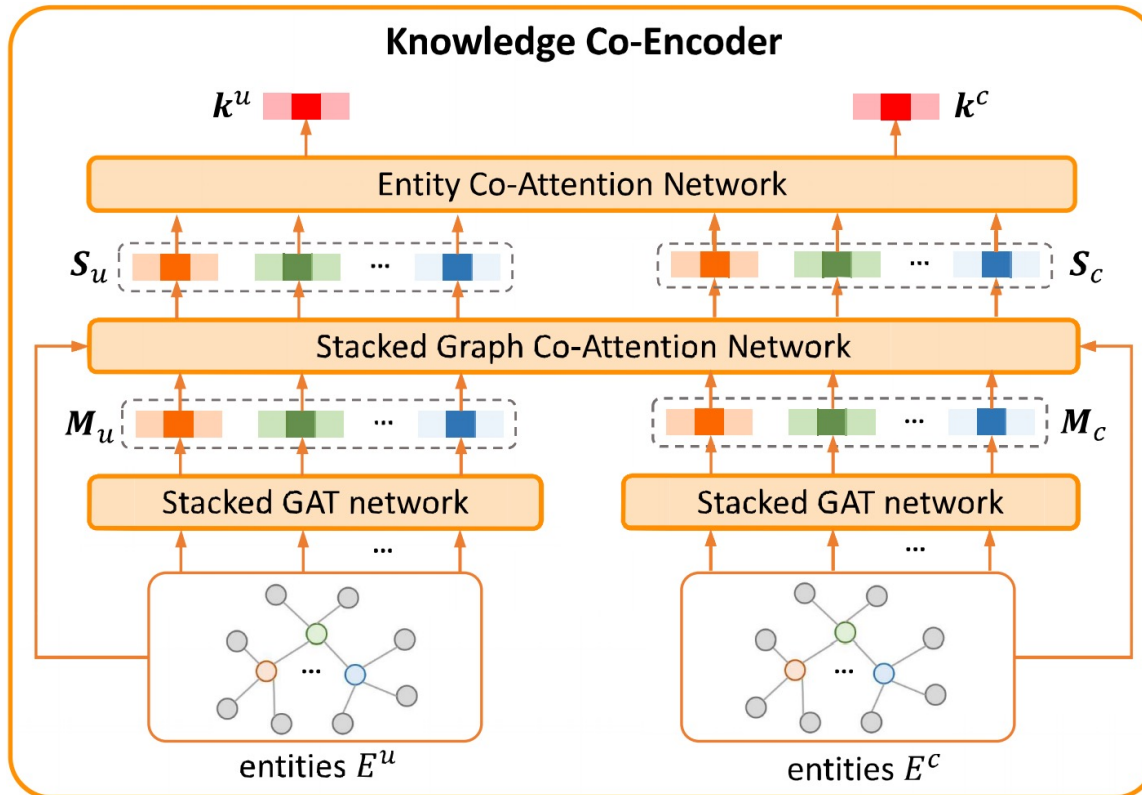 Knowledge Co-Encoder
k^u
k^c
Entity Co-Attention Network
S_u
...
...
S_c
Stacked Graph Co-Attention Network
M_u
...
...
M_c
Stacked GAT network
Stacked GAT network
...
...
...
...
entities E^u
entities E^c